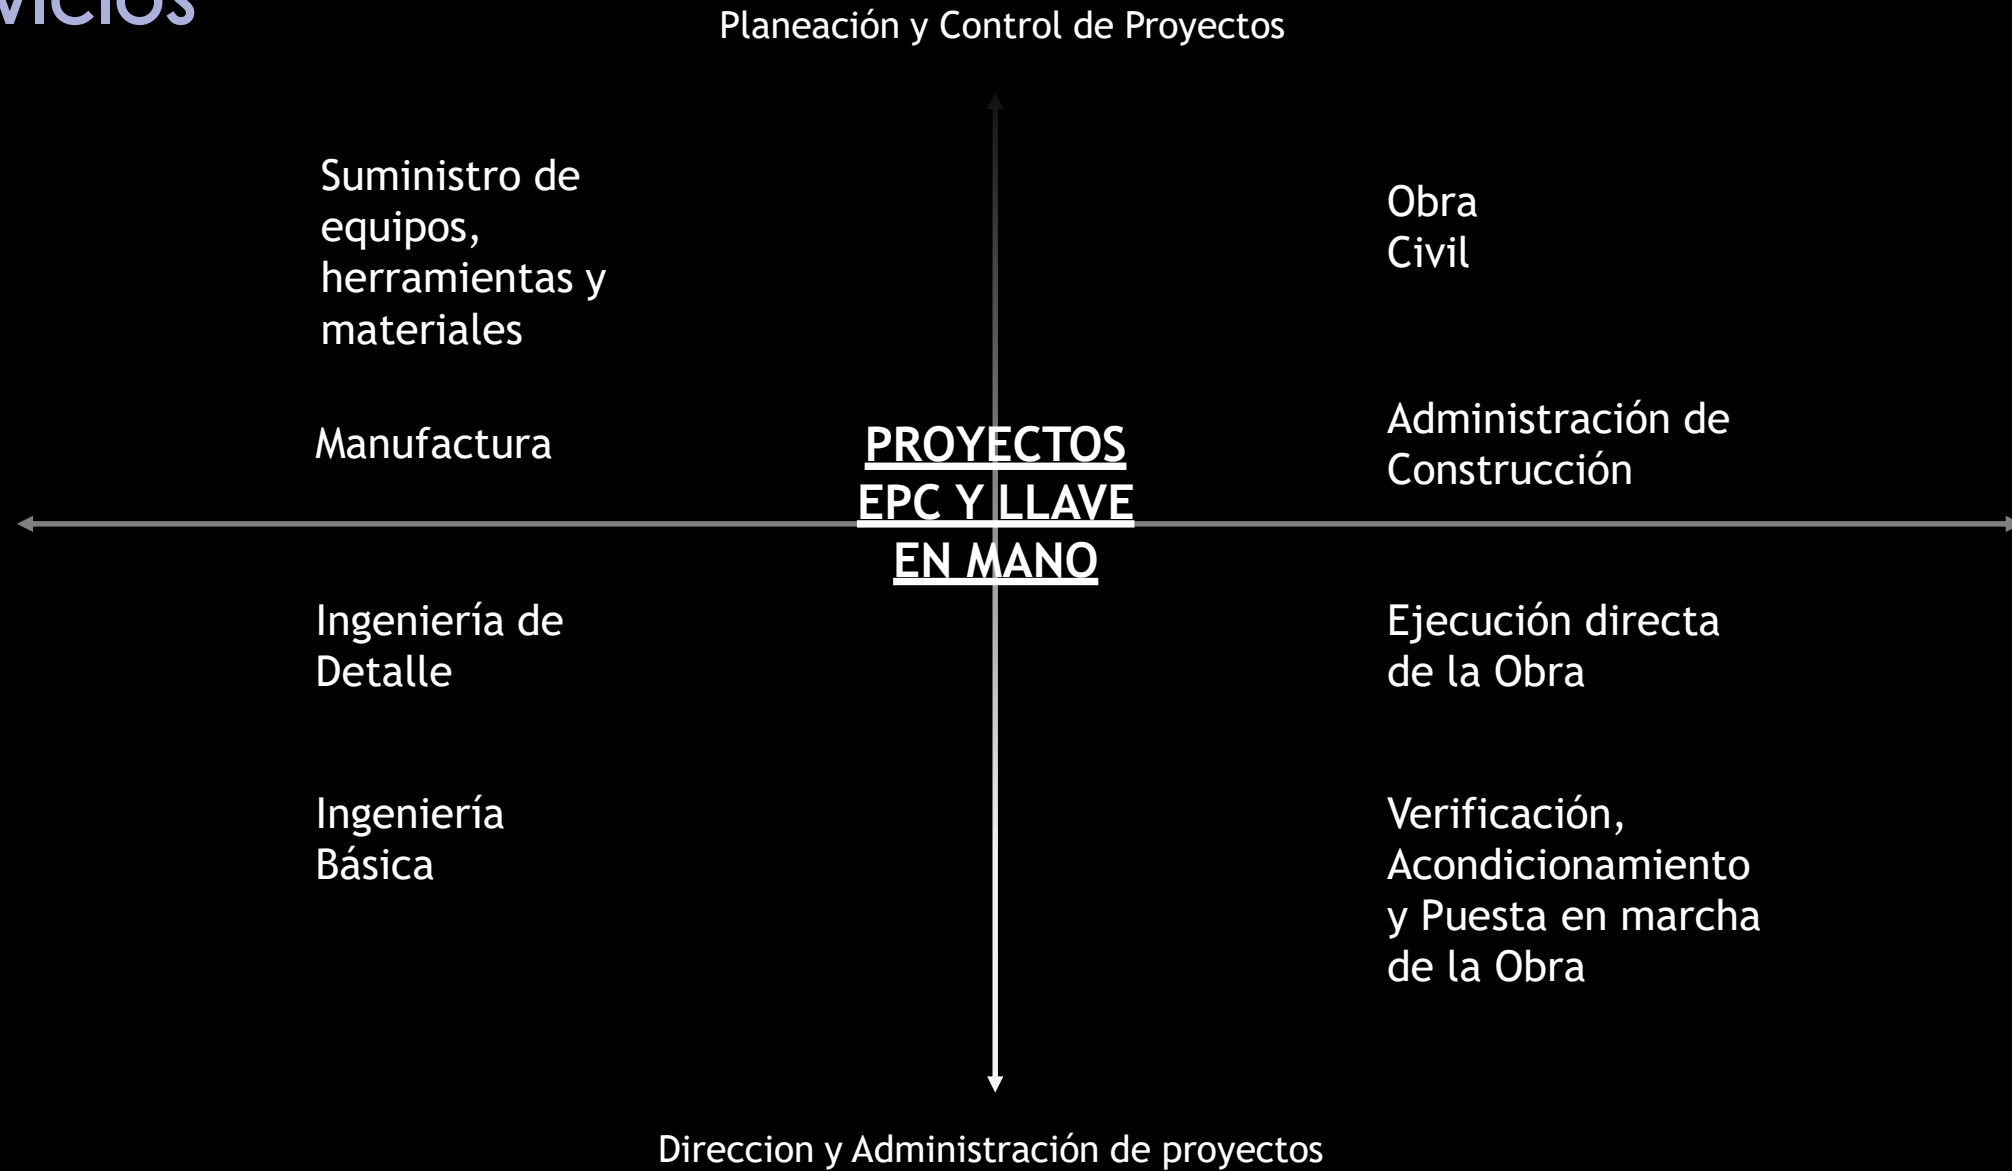 Planeación y Control de Proyectos
Suministro de
equipos,
herramientas y
materiales
Manufactura
Obra
Civil
Administración de
Construcción
PROYECTOS
EPC Y LLAVE
EN MANO
Ingeniería de
Detalle
Ingeniería
Básica
Ejecución directa
de la Obra
Verificación,
Acondicionamiento
y Puesta en marcha
de la Obra
Direccion y Administración de proyectos